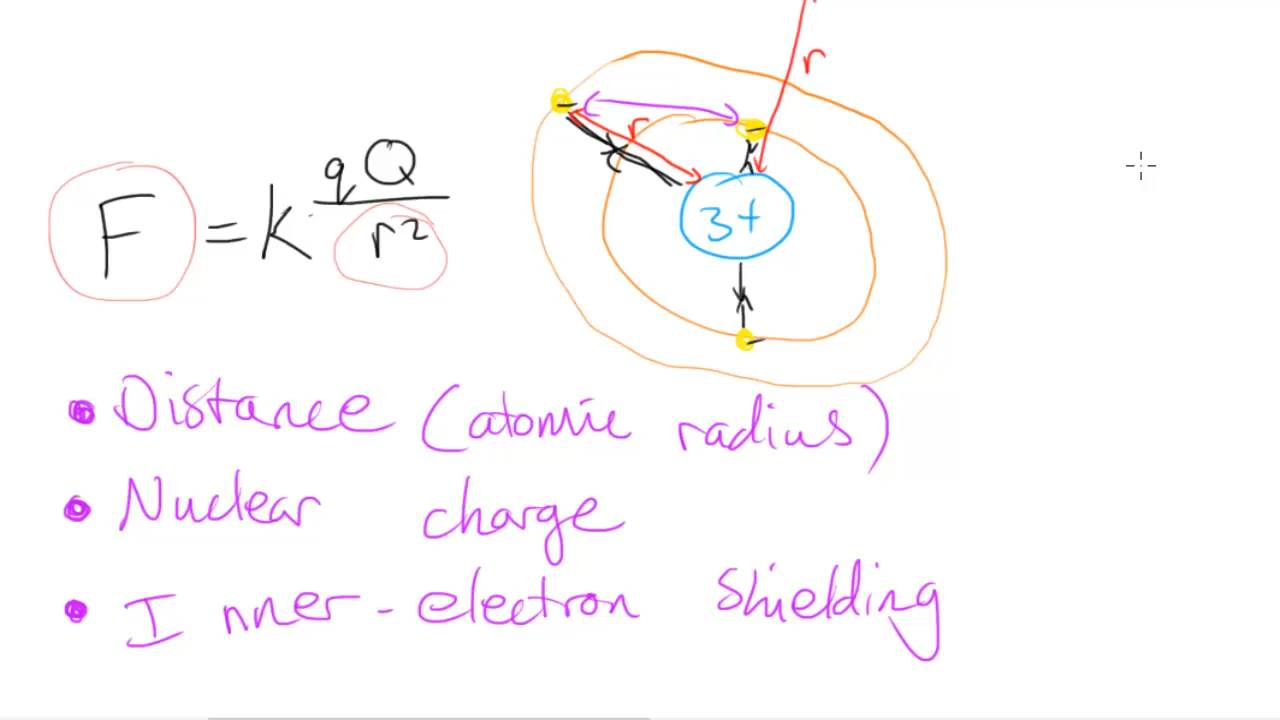 r
r
F = k qQ / r²
3+
• Distance (atomic radius)
• Nuclear charge
• Inner-electron shielding